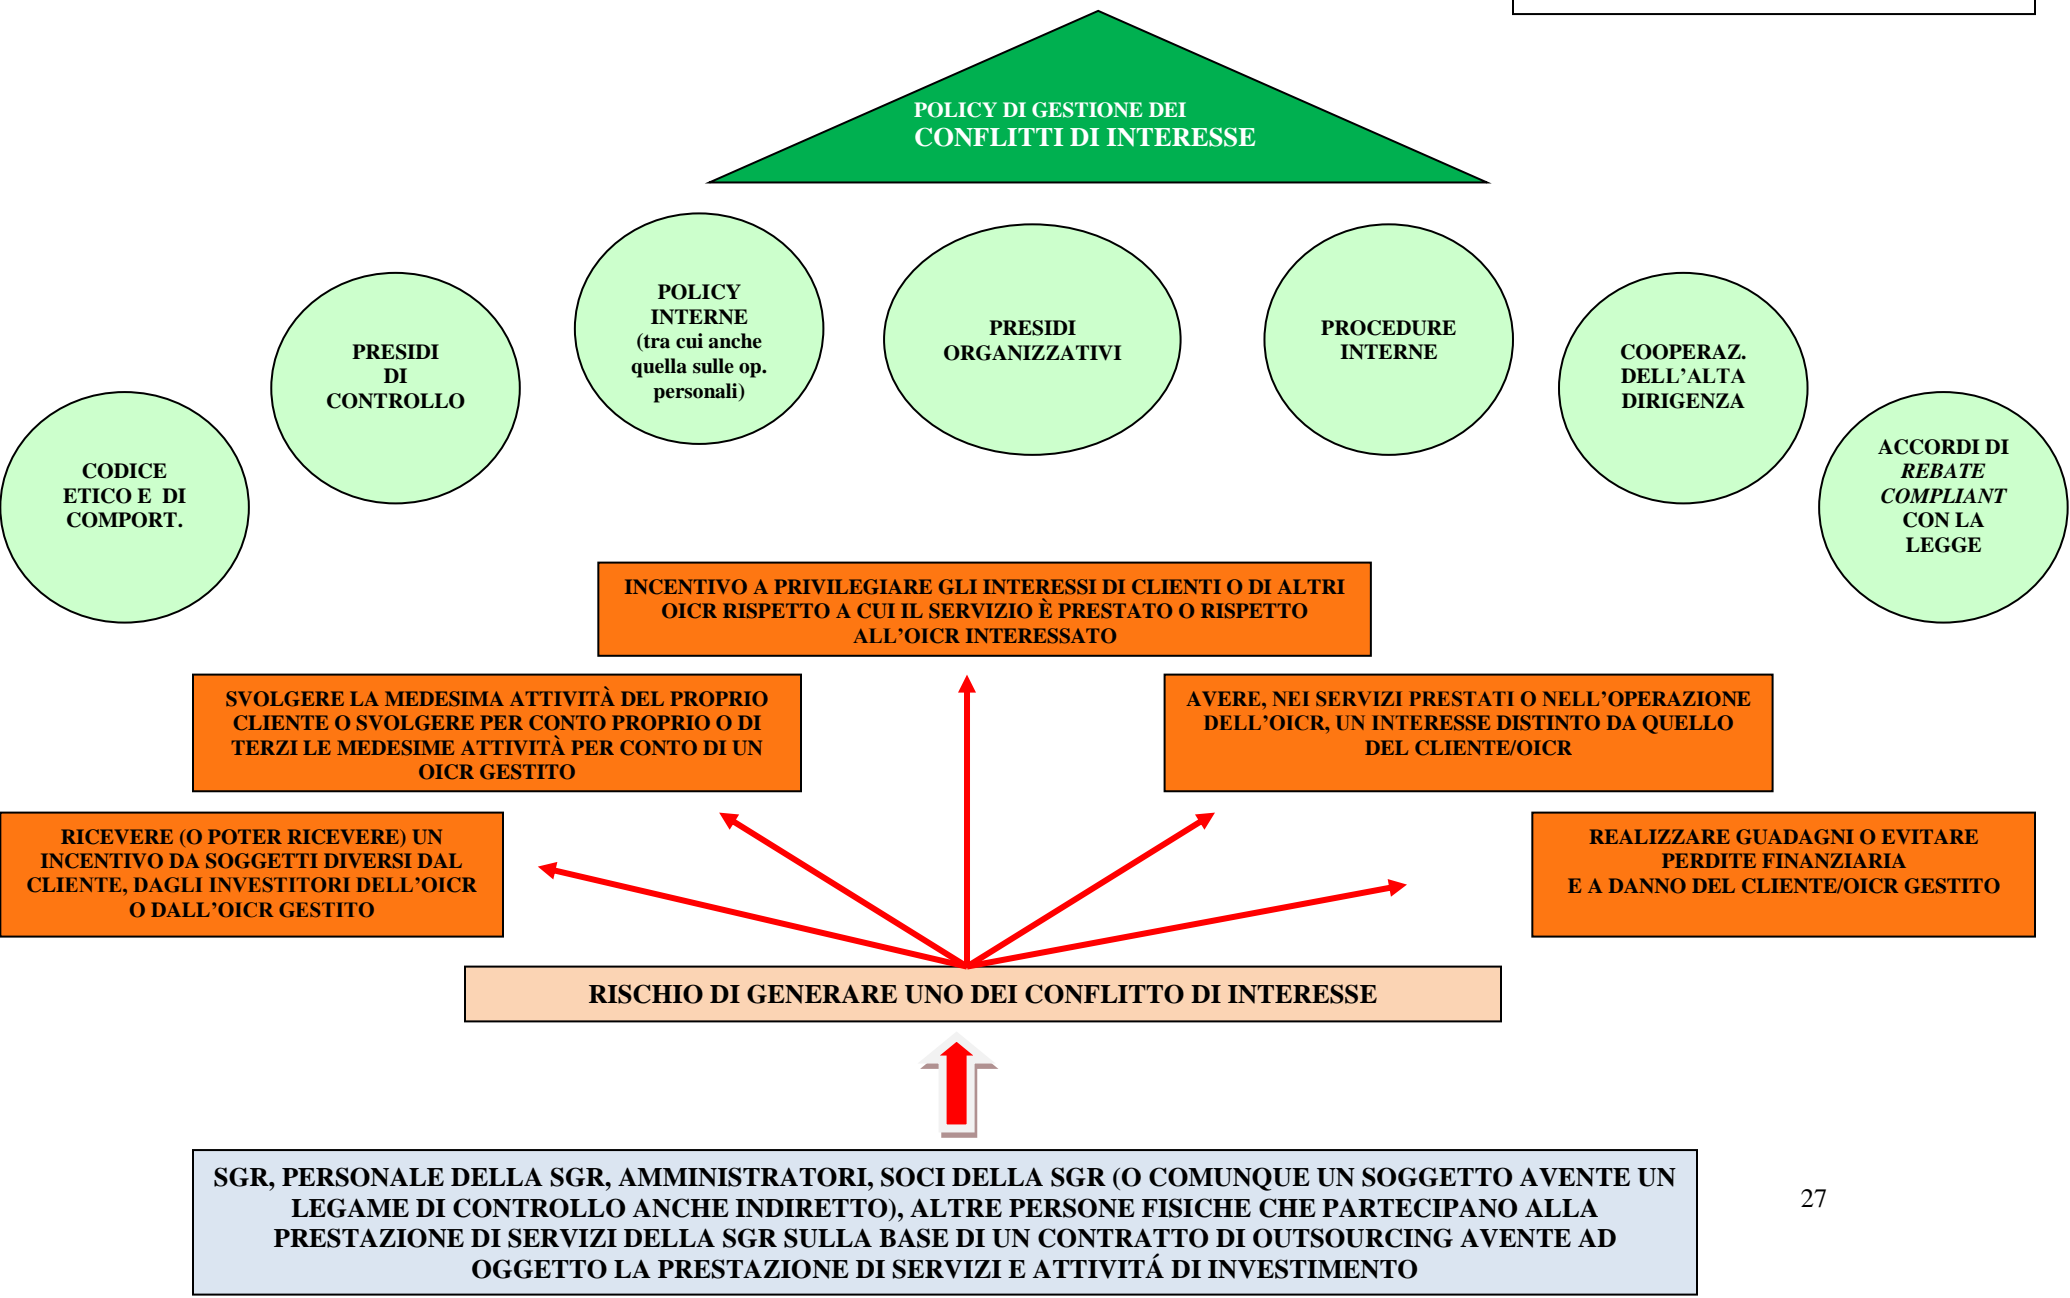 POLICY DI GESTIONE DEI
CONFLITTI DI INTERESSE
POLICY
INTERNE
(tra cui anche
quella sulle op.
personali)
PRESIDI
ORGANIZZATIVI
PROCEDURE
INTERNE
PRESIDI
DI
CONTROLLO
COOPERAZ.
DELL’ALTA
DIRIGENZA
CODICE
ETICO E DI
COMPORT.
ACCORDI DI
REBATE
COMPLIANT
CON LA
LEGGE
INCENTIVO A PRIVILEGIARE GLI INTERESSI DI CLIENTI O DI ALTRI
OICR RISPETTO A CUI IL SERVIZIO È PRESTATO O RISPETTO
ALL’OICR INTERESSATO
SVOLGERE LA MEDESIMA ATTIVITÀ DEL PROPRIO
CLIENTE O SVOLGERE PER CONTO PROPRIO O DI
TERZI LE MEDESIME ATTIVITÀ PER CONTO DI UN
OICR GESTITO
AVERE, NEI SERVIZI PRESTATI O NELL’OPERAZIONE
DELL’OICR, UN INTERESSE DISTINTO DA QUELLO
DEL CLIENTE/OICR
RICEVERE (O POTER RICEVERE) UN
INCENTIVO DA SOGGETTI DIVERSI DAL
CLIENTE, DAGLI INVESTITORI DELL’OICR
O DALL’OICR GESTITO
REALIZZARE GUADAGNI O EVITARE
PERDITE FINANZIARIA
E A DANNO DEL CLIENTE/OICR GESTITO
RISCHIO DI GENERARE UNO DEI CONFLITTO DI INTERESSE
SGR, PERSONALE DELLA SGR, AMMINISTRATORI, SOCI DELLA SGR (O COMUNQUE UN SOGGETTO AVENTE UN
LEGAME DI CONTROLLO ANCHE INDIRETTO), ALTRE PERSONE FISICHE CHE PARTECIPANO ALLA
PRESTAZIONE DI SERVIZI DELLA SGR SULLA BASE DI UN CONTRATTO DI OUTSOURCING AVENTE AD
OGGETTO LA PRESTAZIONE DI SERVIZI E ATTIVITÁ DI INVESTIMENTO
27